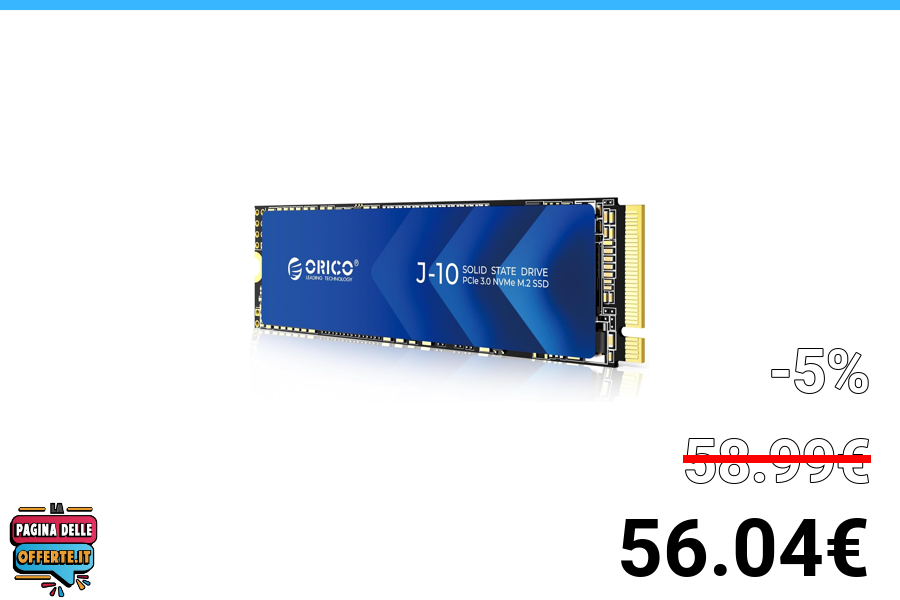 ORICO®
LEADING TECHNOLOGY
J-10
SOLID STATE DRIVE
PCIe 3.0 NVMe M.2 SSD
-5%
58.99€
56.04€
LA
PAGINA DELLE
OFFERTE.IT